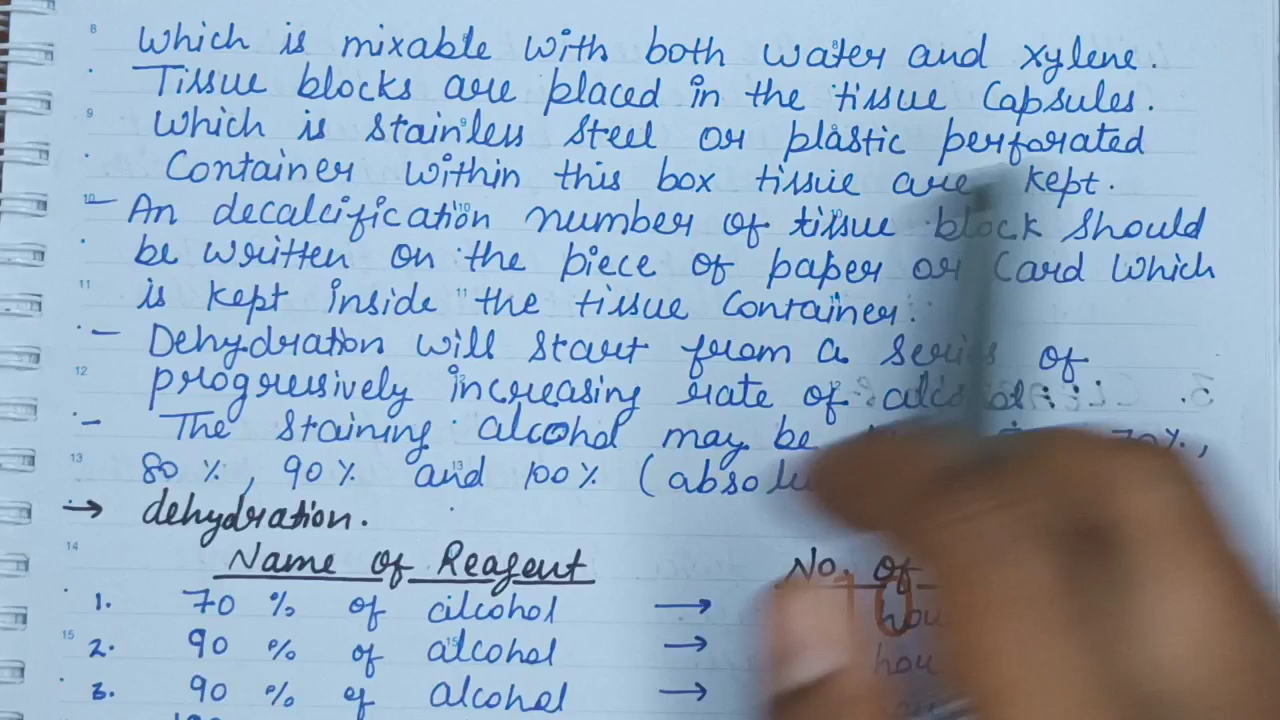 which is mixable with both water and xylene.
Tissue blocks are placed in the tissue capsules.
which is stainless steel or plastic perforated
Container within this box tissue are kept.
- An decalcification number of tissue block should
be written on the piece of paper or Card which
is kept inside the tissue Container.
- Dehydration will start from a series of
progressively increasing rate of
- The staining alcohol may be 70%,
80%, 90% and 100% (
→ dehydration.
Name of Reagent No. of
1. 70 % of cilcohol →
2. 90 % of alcohol →
3. 90 % of alcohol →